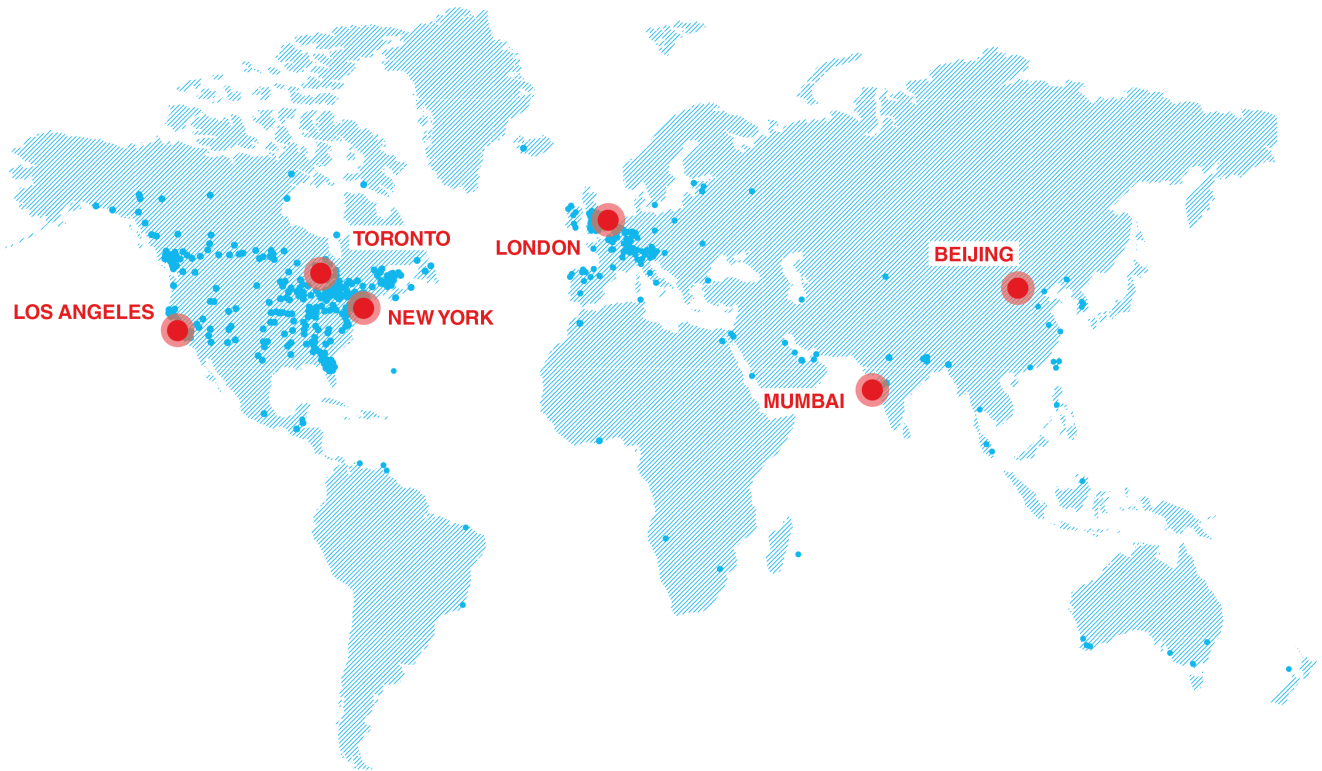 TORONTO
LONDON
BEIJING
LOS ANGELES
NEW YORK
MUMBAI